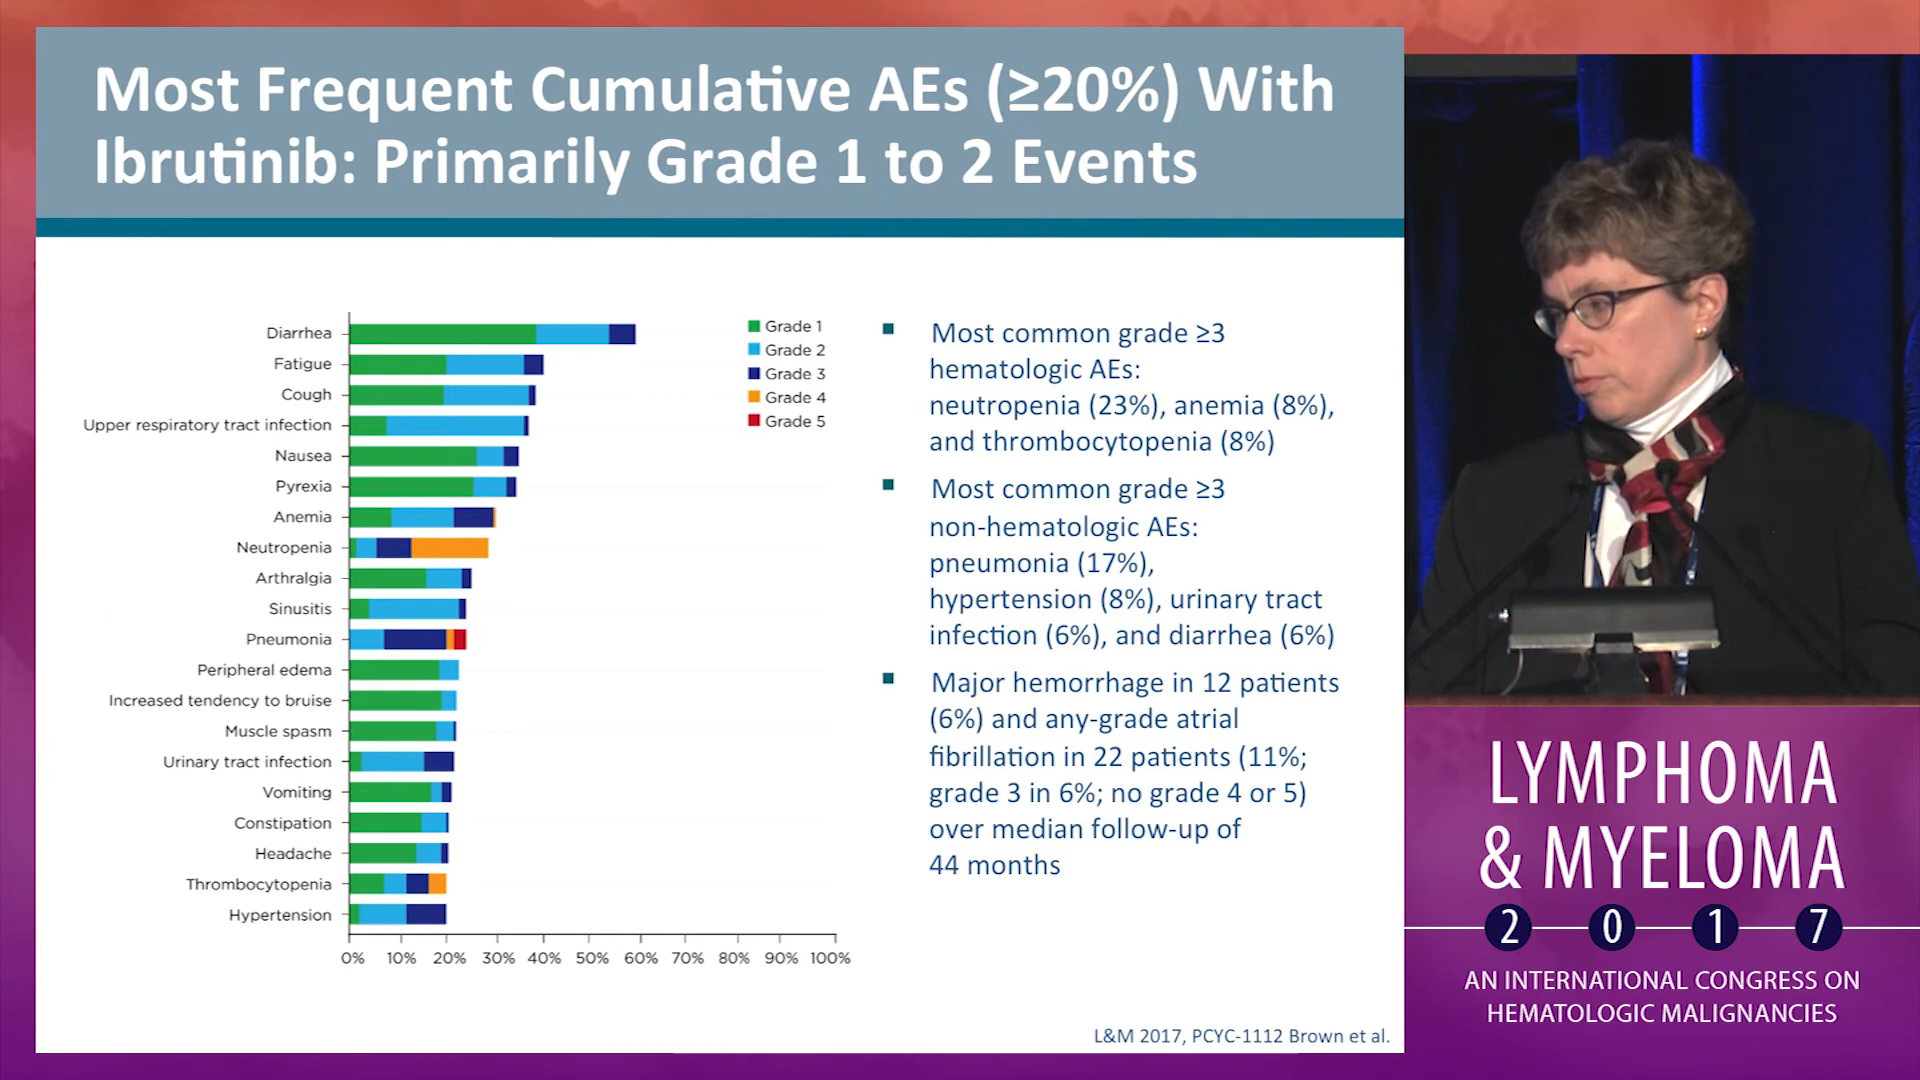 Most Frequent Cumulative AEs (≥20%) With
Ibrutinib: Primarily Grade 1 to 2 Events
Diarrhea
Fatigue
Cough
Upper respiratory tract infection
Nausea
Pyrexia
Anemia
Neutropenia
Arthralgia
Sinusitis
Pneumonia
Peripheral edema
Increased tendency to bruise
Muscle spasm
Urinary tract infection
Vomiting
Constipation
Headache
Thrombocytopenia
Hypertension
0% 10% 20% 30% 40% 50% 60% 70% 80% 90% 100%
Grade 1
Grade 2
Grade 3
Grade 4
Grade 5
Most common grade ≥3
hematologic AEs:
neutropenia (23%), anemia (8%),
and thrombocytopenia (8%)
Most common grade ≥3
non-hematologic AEs:
pneumonia (17%),
hypertension (8%), urinary tract
infection (6%), and diarrhea (6%)
Major hemorrhage in 12 patients
(6%) and any-grade atrial
fibrillation in 22 patients (11%;
grade 3 in 6%; no grade 4 or 5)
over median follow-up of
44 months
L&M 2017, PCYC-1112 Brown et al.
LYMPHOMA
& MYELOMA
2 0 1 7
AN INTERNATIONAL CONGRESS ON
HEMATOLOGIC MALIGNANCIES